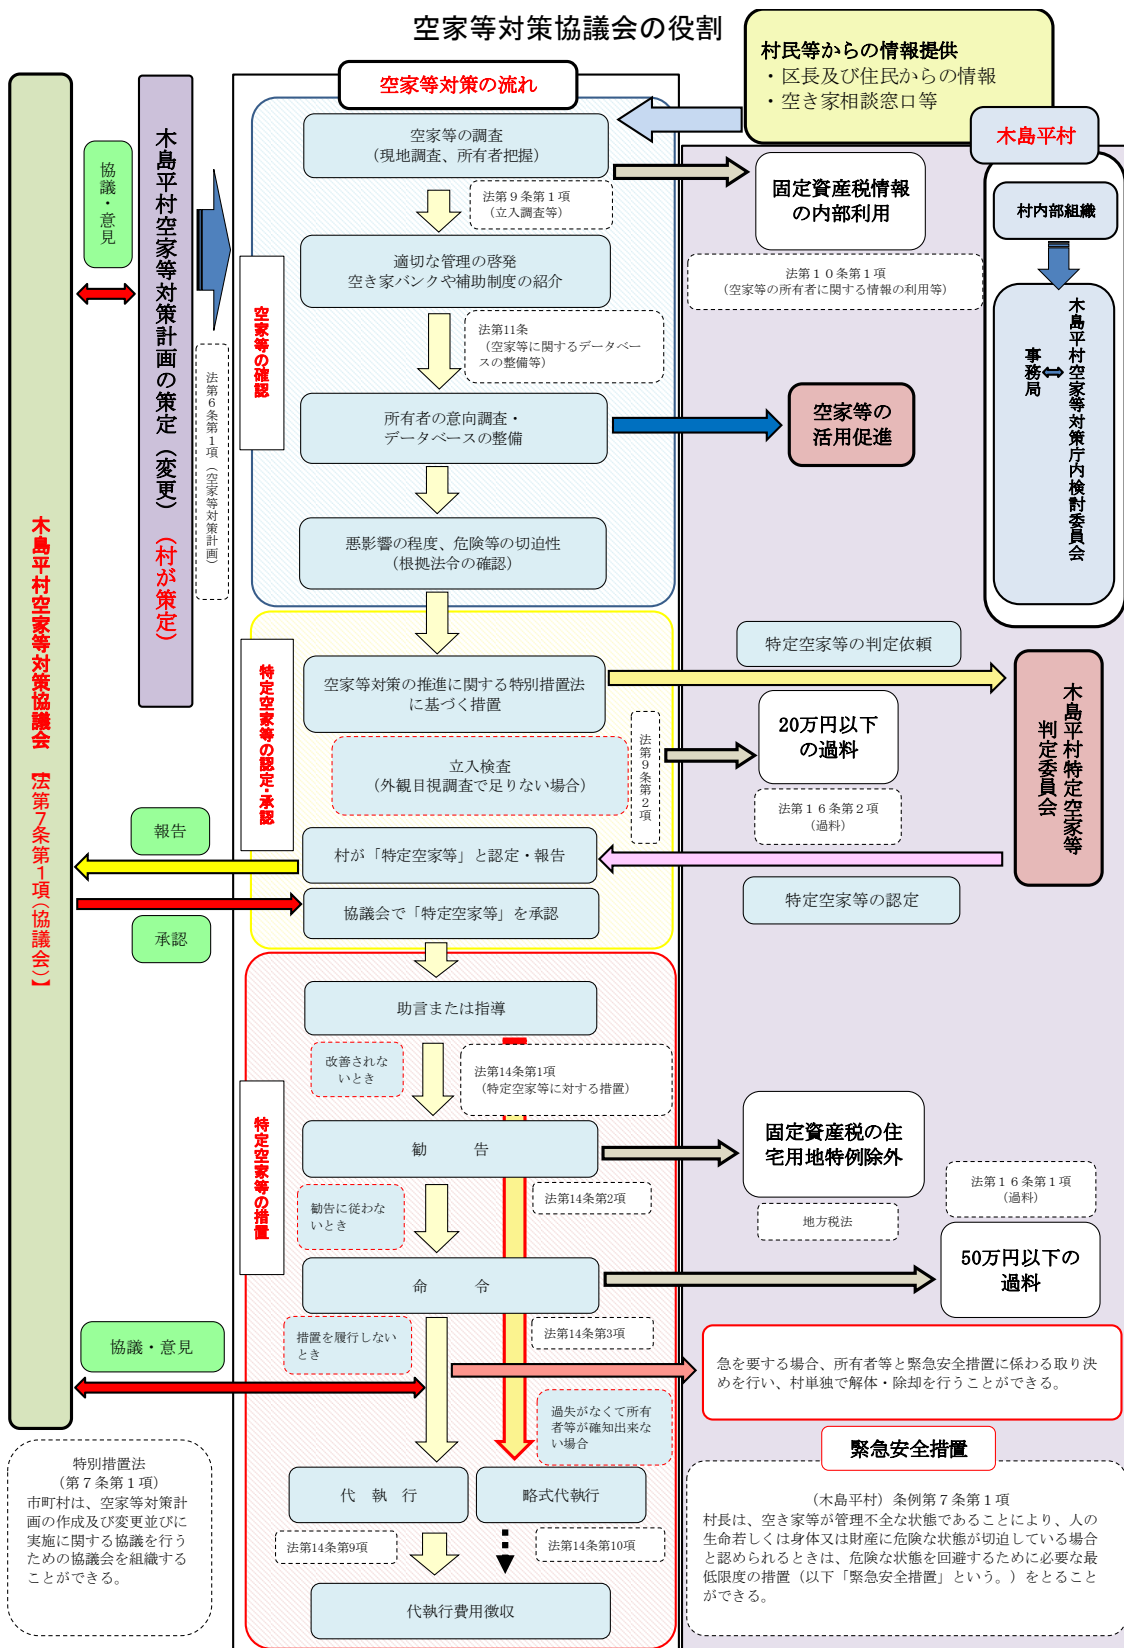 空家等対策協議会の役割
村民等からの情報提供
・区長及び住民からの情報
・空き家相談窓口等
木島平村
空家等対策の流れ
木島平村空家等対策協議会 【法第7条第1項(協議会)】
協議・意見
木島平村空家等対策計画の策定（変更）（村が策定）
法第6条第1項（空家等対策計画）
空家等の確認
空家等の調査
(現地調査、所有者把握)
法第９条第１項
(立入調査等)
固定資産税情報
の内部利用
法第１０条第１項
（空家等の所有者に関する情報の利用等）
村内部組織
木島平村空家等対策庁内検討委員会
事務局
適切な管理の啓発
空き家バンクや補助制度の紹介
法第11条
（空家等に関するデータベー
スの整備等）
所有者の意向調査・
データベースの整備
空家等の
活用促進
悪影響の程度、危険等の切迫性
(根拠法令の確認)
特定空家等の認定・承認
空家等対策の推進に関する特別措置法
に基づく措置
特定空家等の判定依頼
木島平村特定空家等
判定委員会
立入検査
(外観目視調査で足りない場合)
法第9条第2項
20万円以下
の過料
法第１６条第２項
(過料)
報告
村が「特定空家等」と認定・報告
特定空家等の認定
協議会で「特定空家等」を承認
承認
特定空家等の措置
助言または指導
改善されな
いとき
法第14条第1項
（特定空家等に対する措置）
勧　　告
固定資産税の住
宅用地特例除外
地方税法
勧告に従わな
いとき
法第14条第2項
法第１６条第１項
(過料)
50万円以下の
過料
命　　令
措置を履行しない
とき
法第14条第3項
協議・意見
急を要する場合、所有者等と緊急安全措置に係わる取り決
めを行い、村単独で解体・除却を行うことができる。
過失がなくて所有
者等が確知出来な
い場合
緊急安全措置
代　執　行
略式代執行
法第14条第9項
法第14条第10項
代執行費用徴収
特別措置法
(第７条第１項)
市町村は、空家等対策計
画の作成及び変更並びに
実施に関する協議を行う
ための協議会を組織する
ことができる。
（木島平村）条例第７条第１項
村長は、空き家等が管理不全な状態であることにより、人の
生命若しくは身体又は財産に危険な状態が切迫している場合
と認められるときは、危険な状態を回避するために必要な最
低限度の措置（以下「緊急安全措置」という。）をとること
ができる。